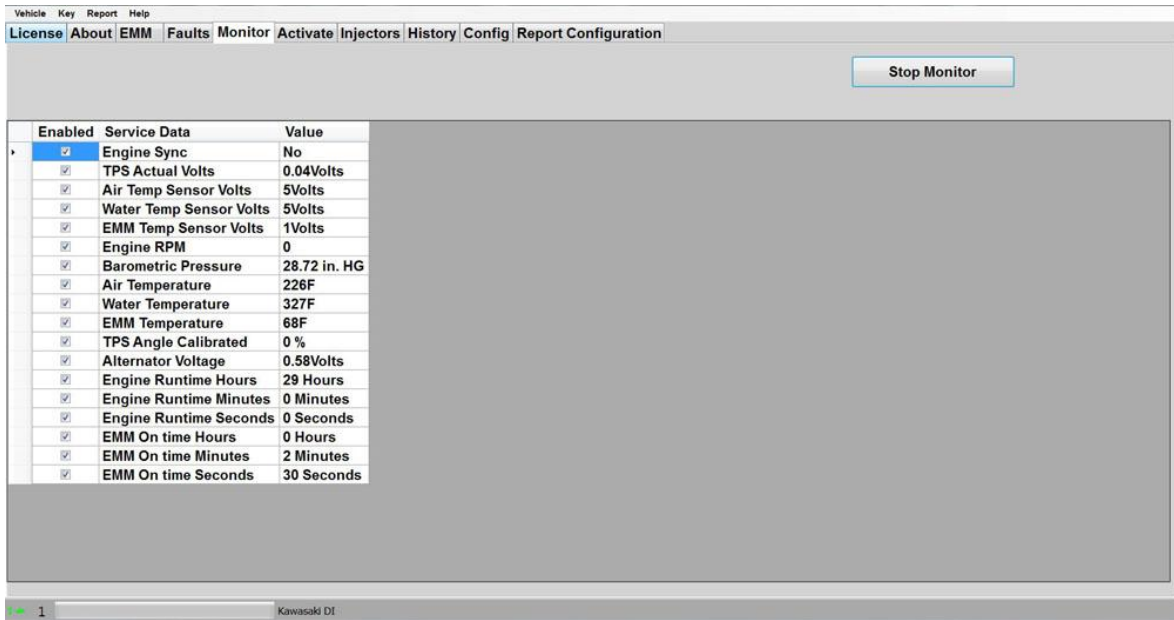 Vehicle Key Report Help
License About EMM Faults Monitor Activate Injectors History Config Report Configuration
Stop Monitor
Enabled Service Data Value
Engine Sync No
TPS Actual Volts 0.04Volts
Air Temp Sensor Volts 5Volts
Water Temp Sensor Volts 5Volts
EMM Temp Sensor Volts 1Volts
Engine RPM 0
Barometric Pressure 28.72 in. HG
Air Temperature 226F
Water Temperature 327F
EMM Temperature 68F
TPS Angle Calibrated 0 %
Alternator Voltage 0.58Volts
Engine Runtime Hours 29 Hours
Engine Runtime Minutes 0 Minutes
Engine Runtime Seconds 0 Seconds
EMM On time Hours 0 Hours
EMM On time Minutes 2 Minutes
EMM On time Seconds 30 Seconds
1 Kawasaki DI